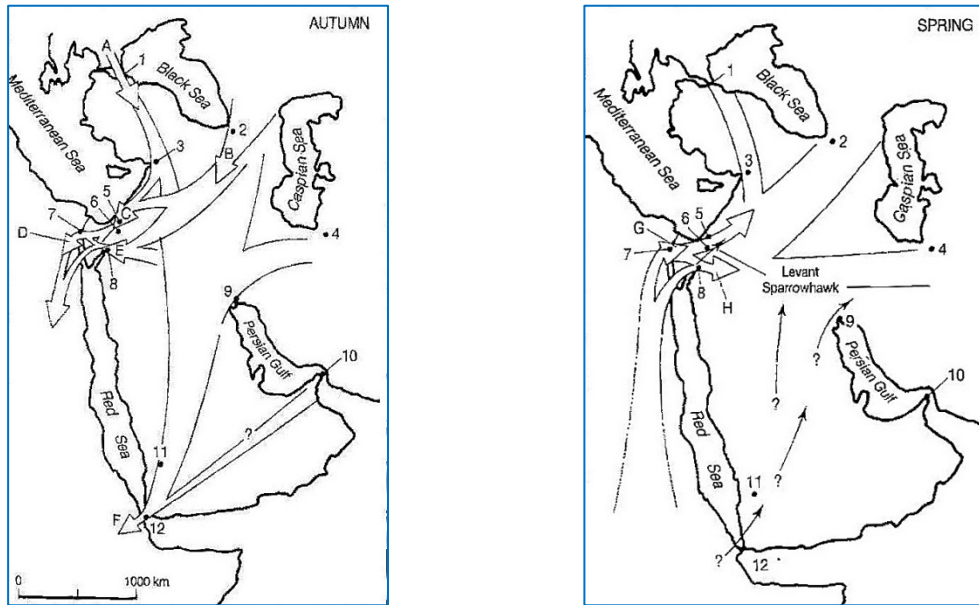 AUTUMN
A
1
Black Sea
Mediterranean Sea
2
B
3
Caspian Sea
5
6
C
7
D
E
4
8
9
Persian Gulf
10
Red
Sea
?
11
F
12
0
1000 km
SPRING
1
Black Sea
Mediterranean Sea
2
3
Gaspian Sea
G
6
5
7
4
8
H
Levant
Sparrowhawk
9
?
Persian Gulf
10
?
Red
Sea
?
11
?
12